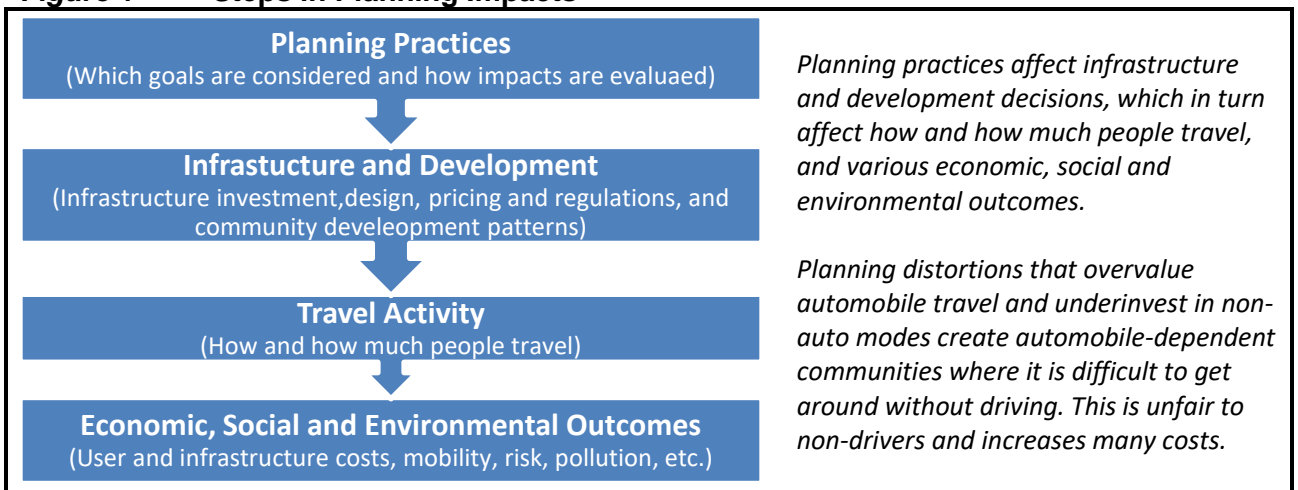 Planning Practices
(Which goals are considered and how impacts are evaluaed)
Infrastucture and Development
(Infrastructure investment,design, pricing and regulations, and
community develeopment patterns)
Travel Activity
(How and how much people travel)
Economic, Social and Environmental Outcomes
(User and infrastructure costs, mobility, risk, pollution, etc.)
Planning practices affect infrastructure
and development decisions, which in turn
affect how and how much people travel,
and various economic, social and
environmental outcomes.
Planning distortions that overvalue
automobile travel and underinvest in non-
auto modes create automobile-dependent
communities where it is difficult to get
around without driving. This is unfair to
non-drivers and increases many costs.